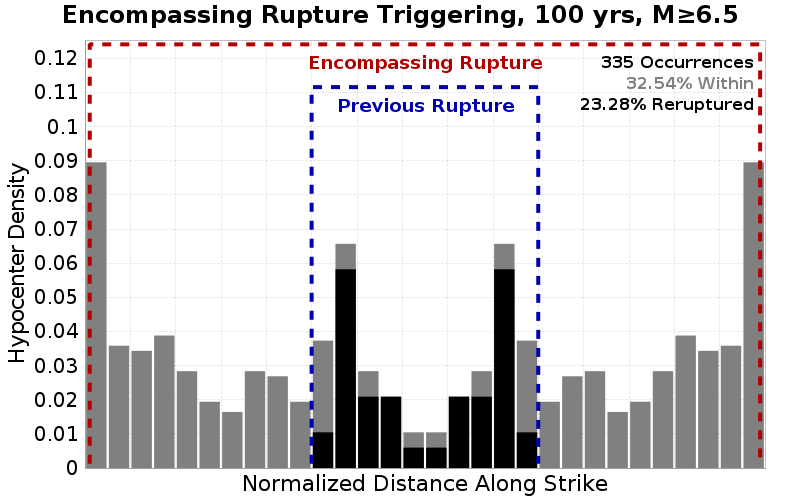 Encompassing Rupture Triggering, 100 yrs, M≥6.5
Encompassing Rupture
335 Occurrences
32.54% Within
23.28% Reruptured
Previous Rupture
Hypocenter Density
0.12
0.11
0.1
0.09
0.08
0.07
0.06
0.05
0.04
0.03
0.02
0.01
0
Normalized Distance Along Strike